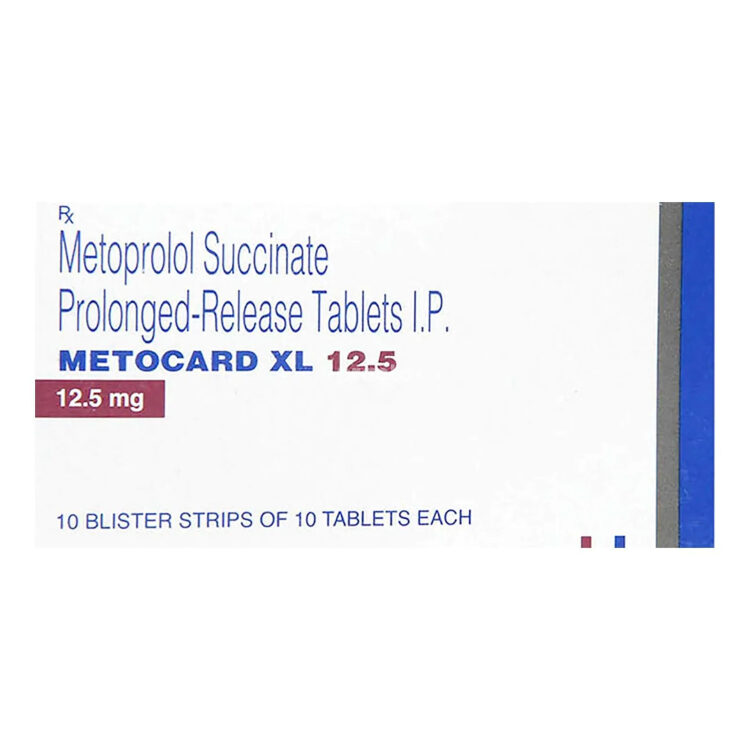 Rx
Metoprolol Succinate
Prolonged-Release Tablets I.P.
METOCARD XL 12.5
12.5 mg
10 BLISTER STRIPS OF 10 TABLETS EACH